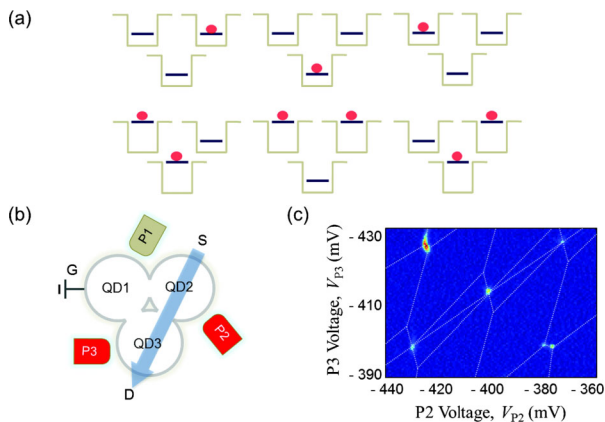 (a)
(b)
(c)
P1
S
G
QD1
QD2
P2
QD3
P3
D
P3 Voltage, VP3 (mV)
- 430
- 410
- 390
- 440
- 420
- 400
- 376
- 360
P2 Voltage, VP2 (mV)